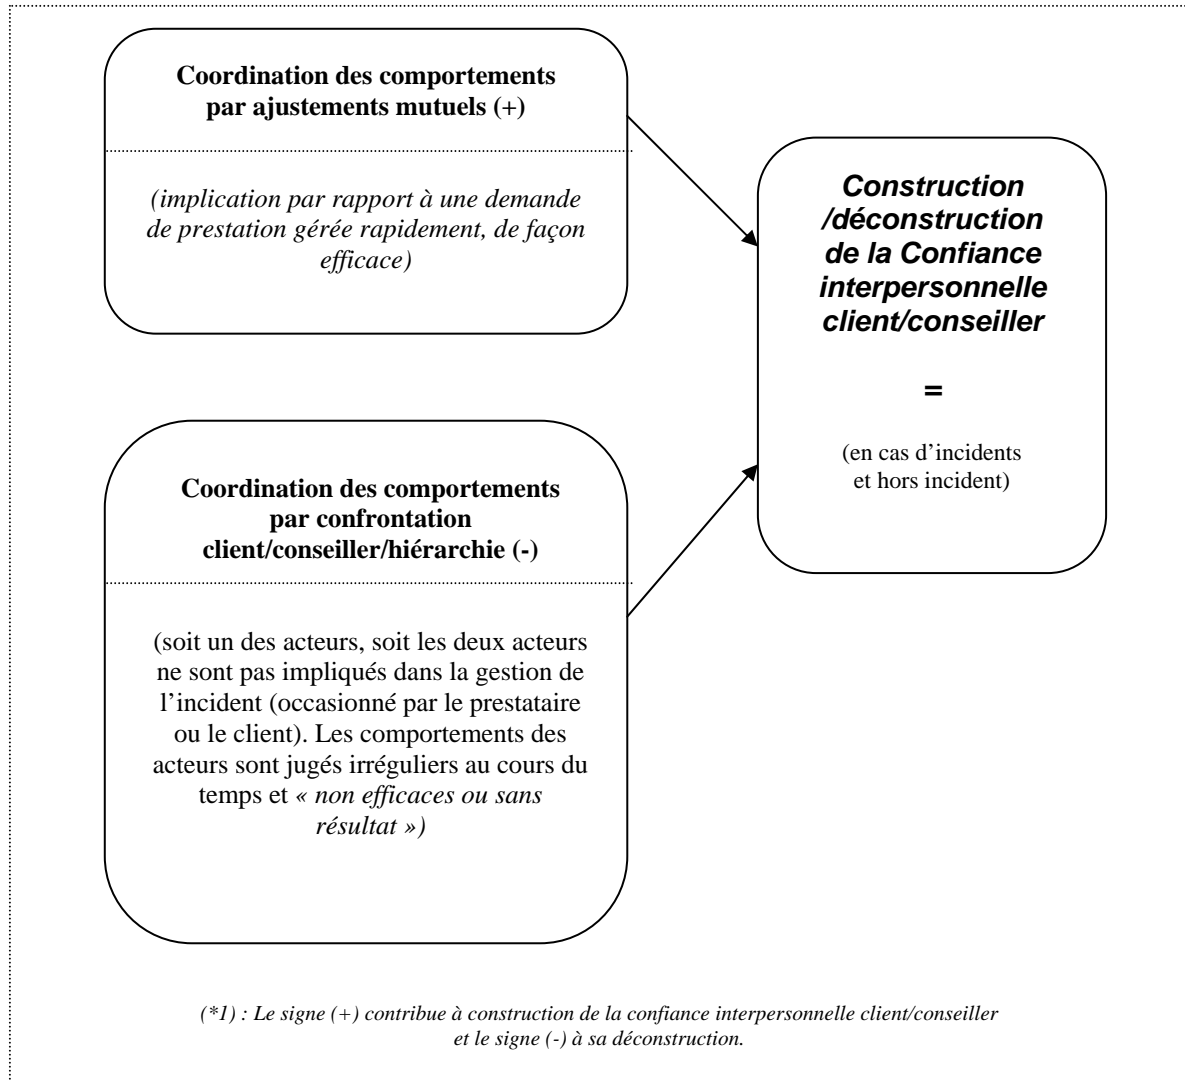 Coordination des comportements
par ajustements mutuels (+)
(implication par rapport à une demande
de prestation gérée rapidement, de façon
efficace)
Construction
/déconstruction
de la Confiance
interpersonnelle
client/conseiller
=
(en cas d’incidents
et hors incident)
Coordination des comportements
par confrontation
client/conseiller/hiérarchie (-)
(soit un des acteurs, soit les deux acteurs
ne sont pas impliqués dans la gestion de
l’incident (occasionné par le prestataire
ou le client). Les comportements des
acteurs sont jugés irréguliers au cours du
temps et « non efficaces ou sans
résultat »)
(*1) : Le signe (+) contribue à construction de la confiance interpersonnelle client/conseiller
et le signe (-) à sa déconstruction.